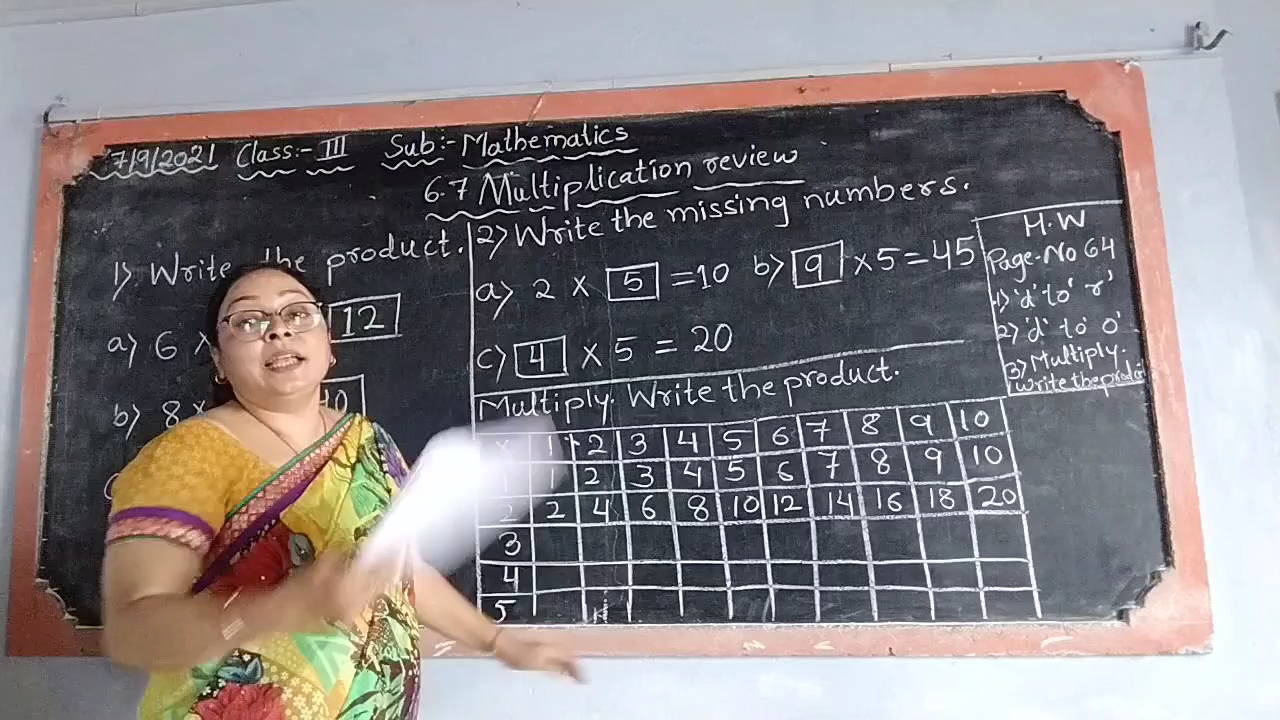 7/9/2021 Class:- III Sub:- Mathematics
6.7 Multiplication review
1) Write the product.
a) 6 × 12
b) 8×
2) Write the missing numbers.
a) 2 × 5 =10 b) 9 ×5=45
c) 4 × 5 = 20
Multiply. Write the product.
× 1 2 3 4 5 6 7 8 9 10
1 1 2 3 4 5 6 7 8 9 10
2 2 4 6 8 10 12 14 16 18 20
3
4
5
H.W
Page-No 64
1) 'd' to 'r'
2) 'd' to 'o'
3) Multiply.
write the